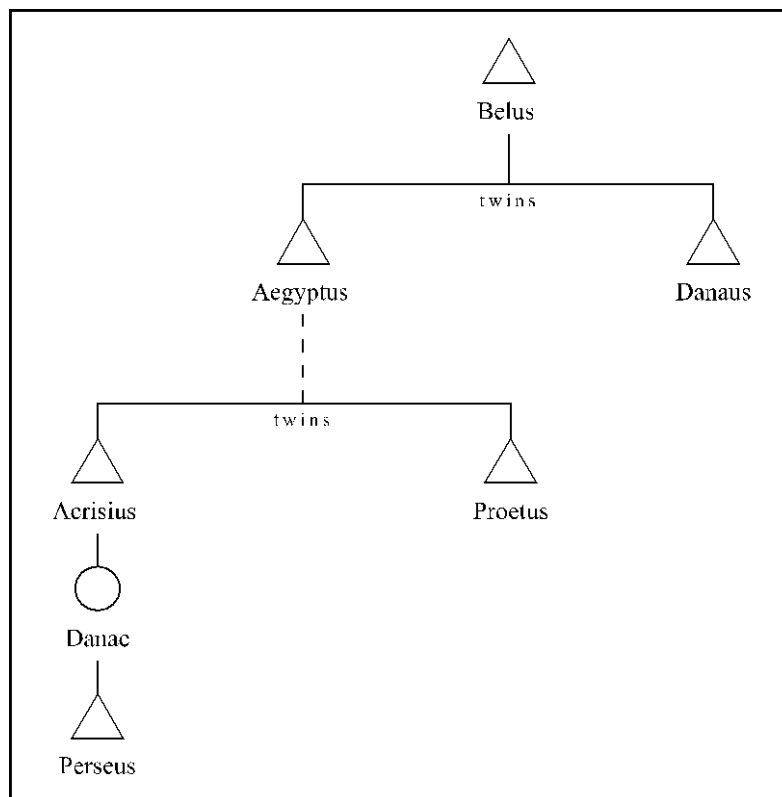 Belus
twins
Aegyptus
Danaus
twins
Acrisius
Proetus
Danae
Perseus